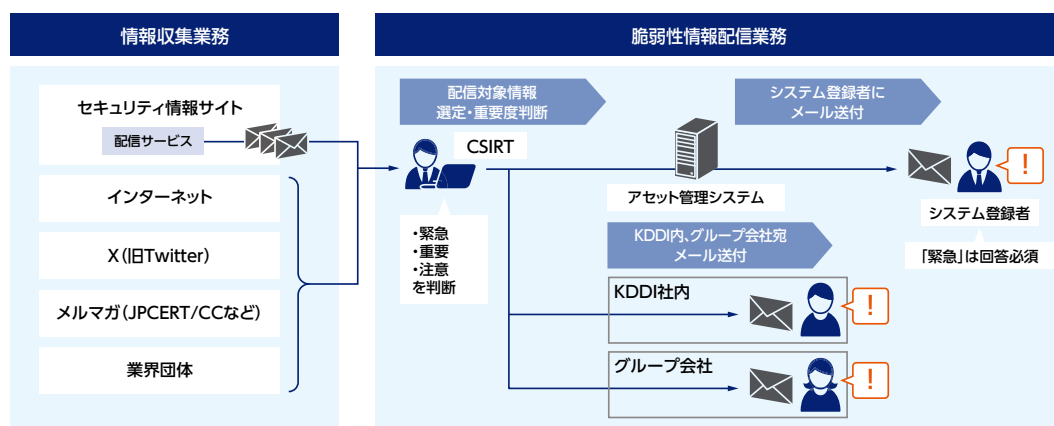 情報収集業務
セキュリティ情報サイト
配信サービス
インターネット
X（旧Twitter）
メルマガ（JPCERT/CCなど）
業界団体
脆弱性情報配信業務
配信対象情報
選定・重要度判断
CSIRT
・緊急
・重要
・注意
を判断
アセット管理システム
システム登録者に
メール送付
!
システム登録者
「緊急」は回答必須
KDDI内、グループ会社宛
メール送付
KDDI社内
!
グループ会社
!